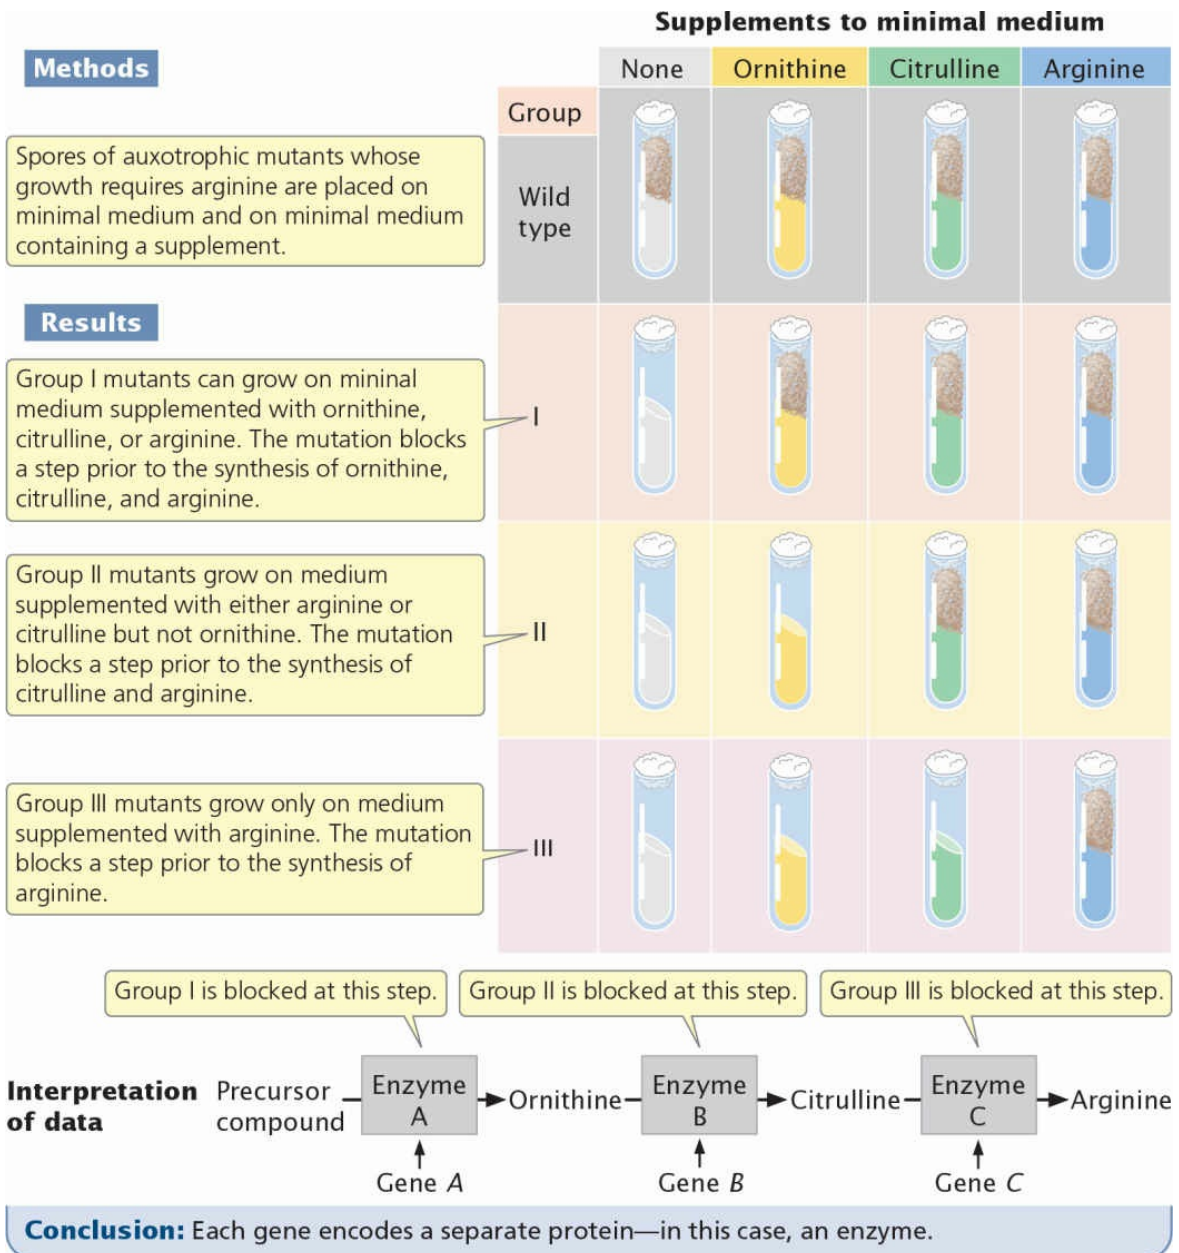 Supplements to minimal medium
Methods
None
Ornithine
Citrulline
Arginine
Group
Spores of auxotrophic mutants whose
growth requires arginine are placed on
minimal medium and on minimal medium
containing a supplement.
Wild
type
Results
Group I mutants can grow on mininal
medium supplemented with ornithine,
citrulline, or arginine. The mutation blocks
a step prior to the synthesis of ornithine,
citrulline, and arginine.
I
Group II mutants grow on medium
supplemented with either arginine or
citrulline but not ornithine. The mutation
blocks a step prior to the synthesis of
citrulline and arginine.
II
Group III mutants grow only on medium
supplemented with arginine. The mutation
blocks a step prior to the synthesis of
arginine.
III
Group I is blocked at this step.
Group II is blocked at this step.
Group III is blocked at this step.
Interpretation
of data
Precursor
compound
Enzyme
A
Ornithine
Enzyme
B
Citrulline
Enzyme
C
Arginine
Gene A
Gene B
Gene C
Conclusion: Each gene encodes a separate protein—in this case, an enzyme.